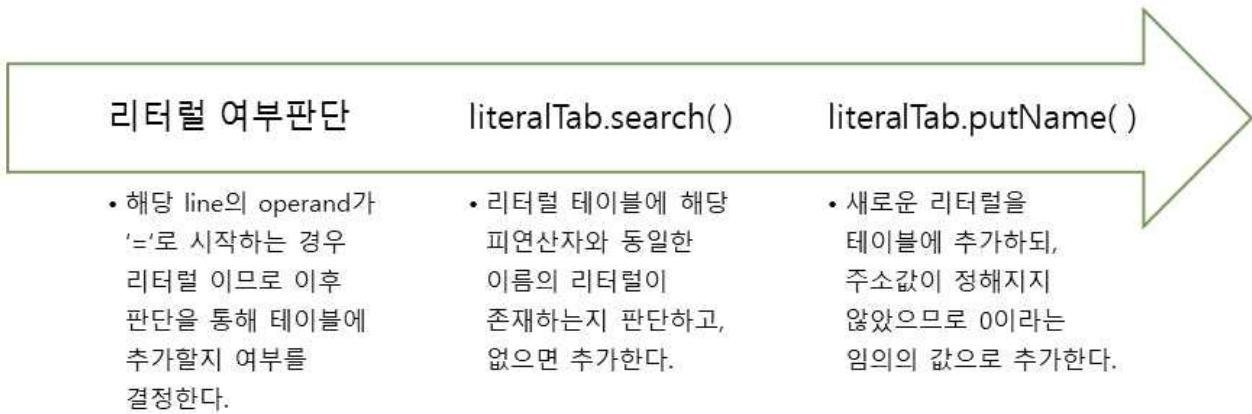 리터럴 여부판단
literalTab.search( )
literalTab.putName( )
• 해당 line의 operand가
‘=‘로 시작하는 경우
리터럴 이므로 이후
판단을 통해 테이블에
추가할지 여부를
결정한다.
• 리터럴 테이블에 해당
피연산자와 동일한
이름의 리터럴이
존재하는지 판단하고,
없으면 추가한다.
• 새로운 리터럴을
테이블에 추가하되,
주소값이 정해지지
않았으므로 0이라는
임의의 값으로 추가한다.